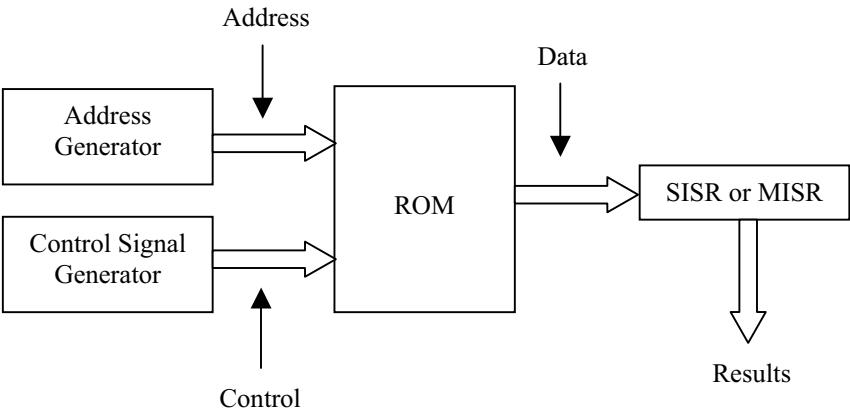 Address
Data
Address
Generator
ROM
SISR or MISR
Control Signal
Generator
Results
Control